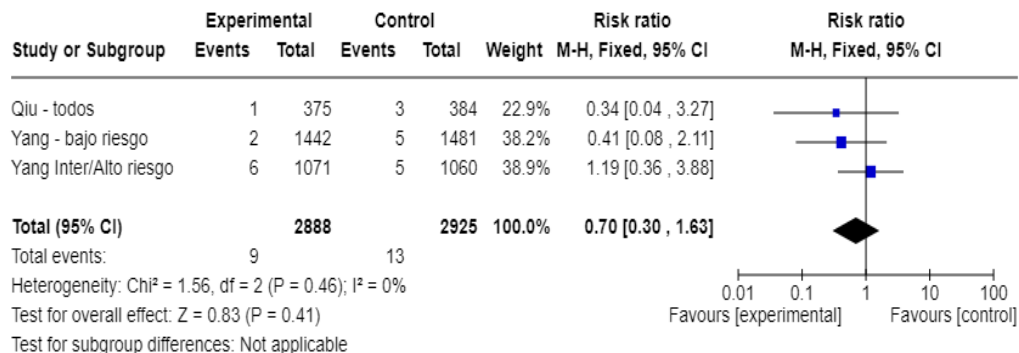 Experimental Control Risk ratio Risk ratio
Study or Subgroup Events Total Events Total Weight M-H, Fixed, 95% CI M-H, Fixed, 95% CI
Qiu - todos 1 375 3 384 22.9% 0.34 [0.04 , 3.27]
Yang - bajo riesgo 2 1442 5 1481 38.2% 0.41 [0.08 , 2.11]
Yang Inter/Alto riesgo 6 1071 5 1060 38.9% 1.19 [0.36 , 3.88]
Total (95% CI) 2888 2925 100.0% 0.70 [0.30 , 1.63]
Total events: 9 13
Heterogeneity: Chi² = 1.56, df = 2 (P = 0.46); I² = 0%
0.01 0.1 1 10 100
Test for overall effect: Z = 0.83 (P = 0.41)
Favours [experimental] Favours [control]
Test for subgroup differences: Not applicable